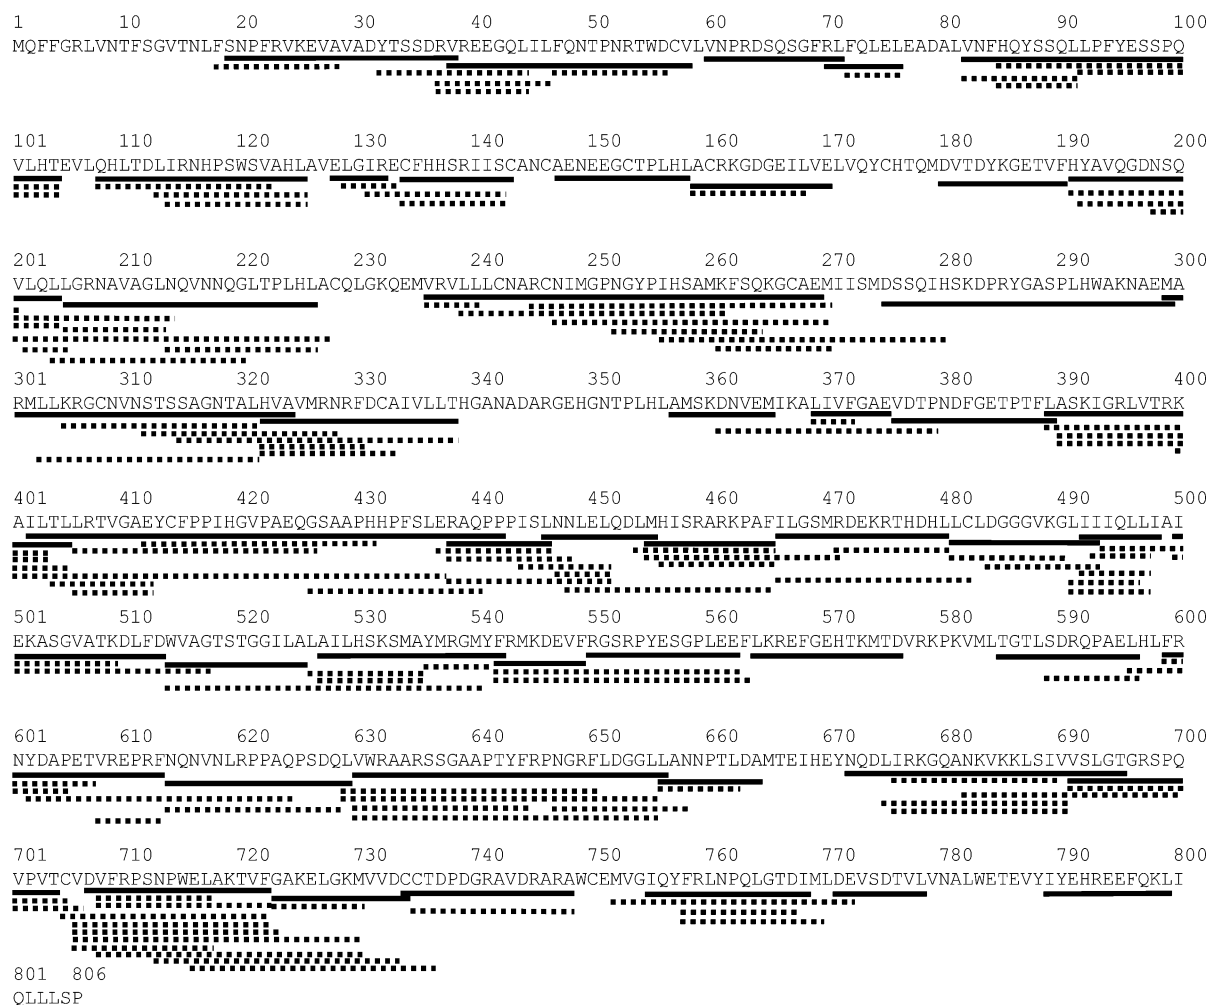 1 10 20 30 40 50 60 70 80 90 100
MQFFGRLVNTFSGVTNLFSNPFRVKEVAVADYTSSDRVREEGQLILFQNTPNRTWDCVLVNPRDSQSGFRLFQLELEADALVNFHQYSSQLLPFYESSPQ
101 110 120 130 140 150 160 170 180 190 200
VLHTEVLQHLTDLIRNHPSWSVAHLAVELGIRECFHHSRIISCANCAENEEGCTPLHLACRKGDGEILVELVQYCHTQMDVTDYKGETVFHYAVQGDNSQ
201 210 220 230 240 250 260 270 280 290 300
VLQLLGRNAVAGLNQVNNQGLTPLHLACQLGKQEMVRVLLLCNARCNIMGPNGYPIHSAMKFSQKGCAEMIISMDSSQIHSKDPRYGASPLHWAKNAEMA
301 310 320 330 340 350 360 370 380 390 400
RMLLKRGCNVNSTSSAGNTALHVAVMRNRFDCAIVLLTHGANADARGEHGNTPLHLAMSKDNVEMIKALIVFGAEVDTPNDFGETPTFLASKIGRLVTRK
401 410 420 430 440 450 460 470 480 490 500
AILTLLRTVGAEYCFPPIHGVPAEQGSAAPHHPFSLERAQPPPISLNNLELQDLMHISRARKPAFILGSMRDEKRTHDHLLCLDGGGVKGLIIIQLLIAI
501 510 520 530 540 550 560 570 580 590 600
EKASGVATKDLFDWVAGTSTGGILALAILHSKSMAYMRGMYFRMKDEVFRGSRPYESGPLEEFLKREFGEHTKMTDVRKPKVMLTGTLSDRQPAELHLFR
601 610 620 630 640 650 660 670 680 690 700
NYDAPETVREPRFNQNVNLRPPAQPSDQLVWRAARSSGAAPTYFRPNGRFLDGGLLANNPTLDAMTEIHEYNQDLIRKGQANKVKKLSIVVSLGTGRSPQ
701 710 720 730 740 750 760 770 780 790 800
VPVTCVDVFRPSNPWELAKTVFGAKELGKMVVDCCTDPDGRAVDRARAWCEMVGIQYFRLNPQLGTDIMLDEVSDTVLVNALWETEVYIYEHREEFQKLI
801 806
QLLLSP